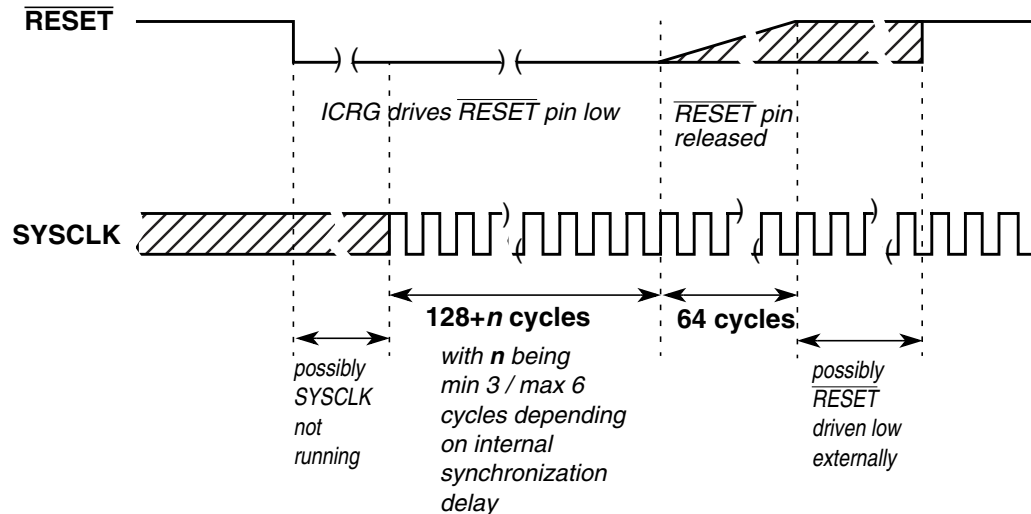 RESET
ICRG drives RESET pin low
RESET pin
released
SYSCLK
128+n cycles
with n being
min 3 / max 6
cycles depending
on internal
synchronization
delay
64 cycles
possibly
SYSCLK
not
running
possibly
RESET
driven low
externally